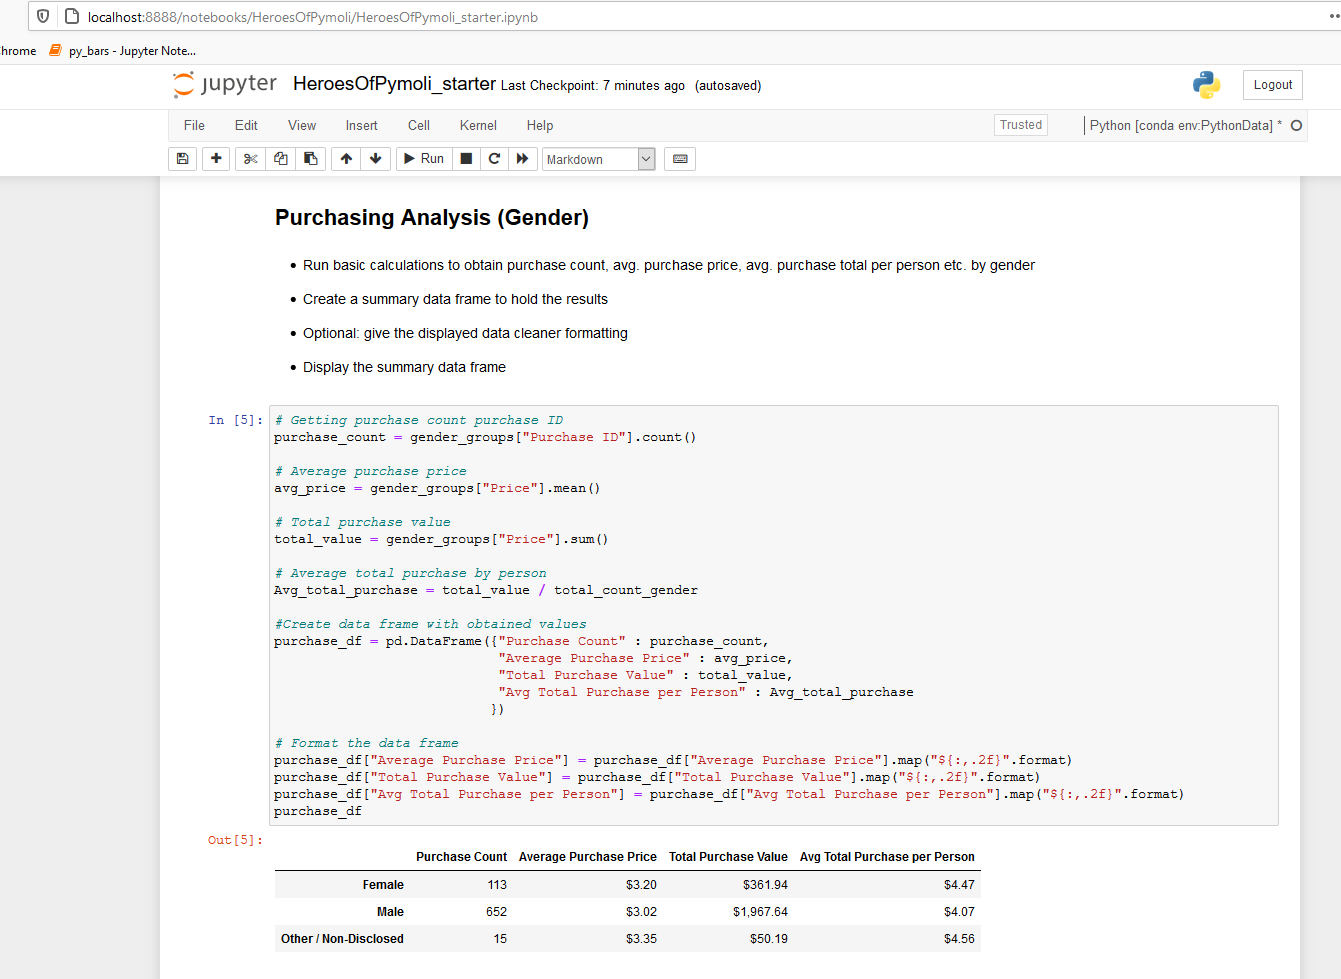 localhost:8888/notebooks/HeroesOfPymoli/HeroesOfPymoli_starter.ipynb
hrome py_bars - Jupyter Note...
jupyter HeroesOfPymoli_starter Last Checkpoint: 7 minutes ago (autosaved) Logout
File Edit View Insert Cell Kernel Help Trusted Python [conda env:PythonData] *
Run Markdown
Purchasing Analysis (Gender)
• Run basic calculations to obtain purchase count, avg. purchase price, avg. purchase total per person etc. by gender
• Create a summary data frame to hold the results
• Optional: give the displayed data cleaner formatting
• Display the summary data frame
In [5]: # Getting purchase count purchase ID
purchase_count = gender_groups["Purchase ID"].count()
# Average purchase price
avg_price = gender_groups["Price"].mean()
# Total purchase value
total_value = gender_groups["Price"].sum()
# Average total purchase by person
Avg_total_purchase = total_value / total_count_gender
#Create data frame with obtained values
purchase_df = pd.DataFrame({"Purchase Count" : purchase_count,
"Average Purchase Price" : avg_price,
"Total Purchase Value" : total_value,
"Avg Total Purchase per Person" : Avg_total_purchase
})
# Format the data frame
purchase_df["Average Purchase Price"] = purchase_df["Average Purchase Price"].map("${:,.2f}".format)
purchase_df["Total Purchase Value"] = purchase_df["Total Purchase Value"].map("${:,.2f}".format)
purchase_df["Avg Total Purchase per Person"] = purchase_df["Avg Total Purchase per Person"].map("${:,.2f}".format)
purchase_df
Out[5]:
Purchase Count Average Purchase Price Total Purchase Value Avg Total Purchase per Person
Female 113 $3.20 $361.94 $4.47
Male 652 $3.02 $1,967.64 $4.07
Other / Non-Disclosed 15 $3.35 $50.19 $4.56